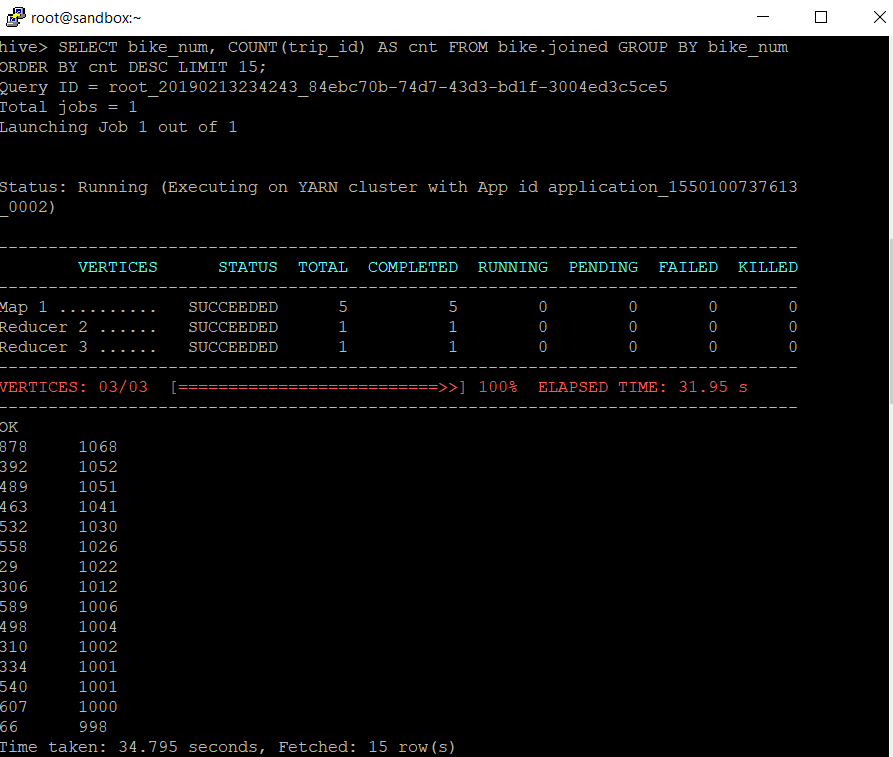 root@sandbox:~
hive> SELECT bike_num, COUNT(trip_id) AS cnt FROM bike.joined GROUP BY bike_num
ORDER BY cnt DESC LIMIT 15;
Query ID = root_20190213234243_84ebc70b-74d7-43d3-bd1f-3004ed3c5ce5
Total jobs = 1
Launching Job 1 out of 1
Status: Running (Executing on YARN cluster with App id application_1550100737613
_0002)
--------------------------------------------------------------------------------
        VERTICES      STATUS  TOTAL  COMPLETED  RUNNING  PENDING  FAILED  KILLED
--------------------------------------------------------------------------------
Map 1 ..........   SUCCEEDED      5          5        0        0       0       0
Reducer 2 ......   SUCCEEDED      1          1        0        0       0       0
Reducer 3 ......   SUCCEEDED      1          1        0        0       0       0
--------------------------------------------------------------------------------
VERTICES: 03/03  [==========================>>] 100%  ELAPSED TIME: 31.95 s
--------------------------------------------------------------------------------
OK
878     1068
392     1052
489     1051
463     1041
532     1030
558     1026
29      1022
306     1012
589     1006
498     1004
310     1002
334     1001
540     1001
607     1000
66      998
Time taken: 34.795 seconds, Fetched: 15 row(s)